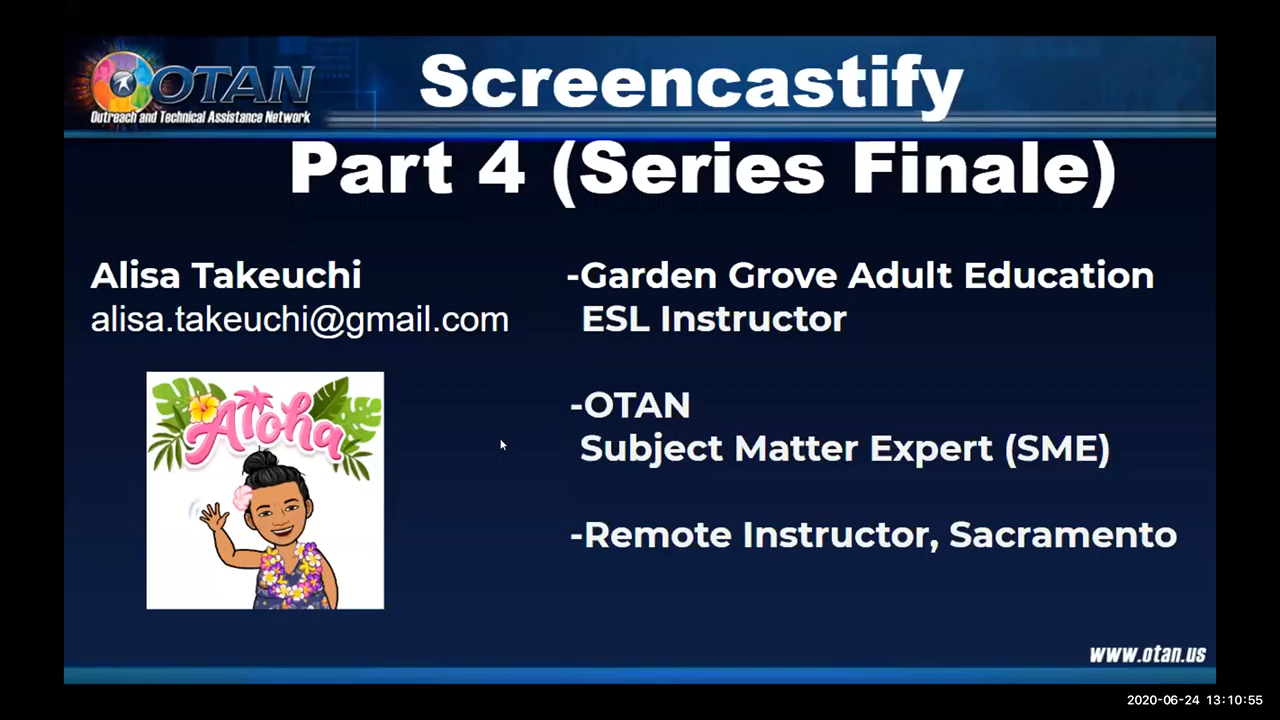 OTAN
Outreach and Technical Assistance Network
Screencastify
Part 4 (Series Finale)
Alisa Takeuchi
alisa.takeuchi@gmail.com
Aloha
-Garden Grove Adult Education
ESL Instructor
-OTAN
Subject Matter Expert (SME)
-Remote Instructor, Sacramento
www.otan.us
2020-06-24 13:10:55